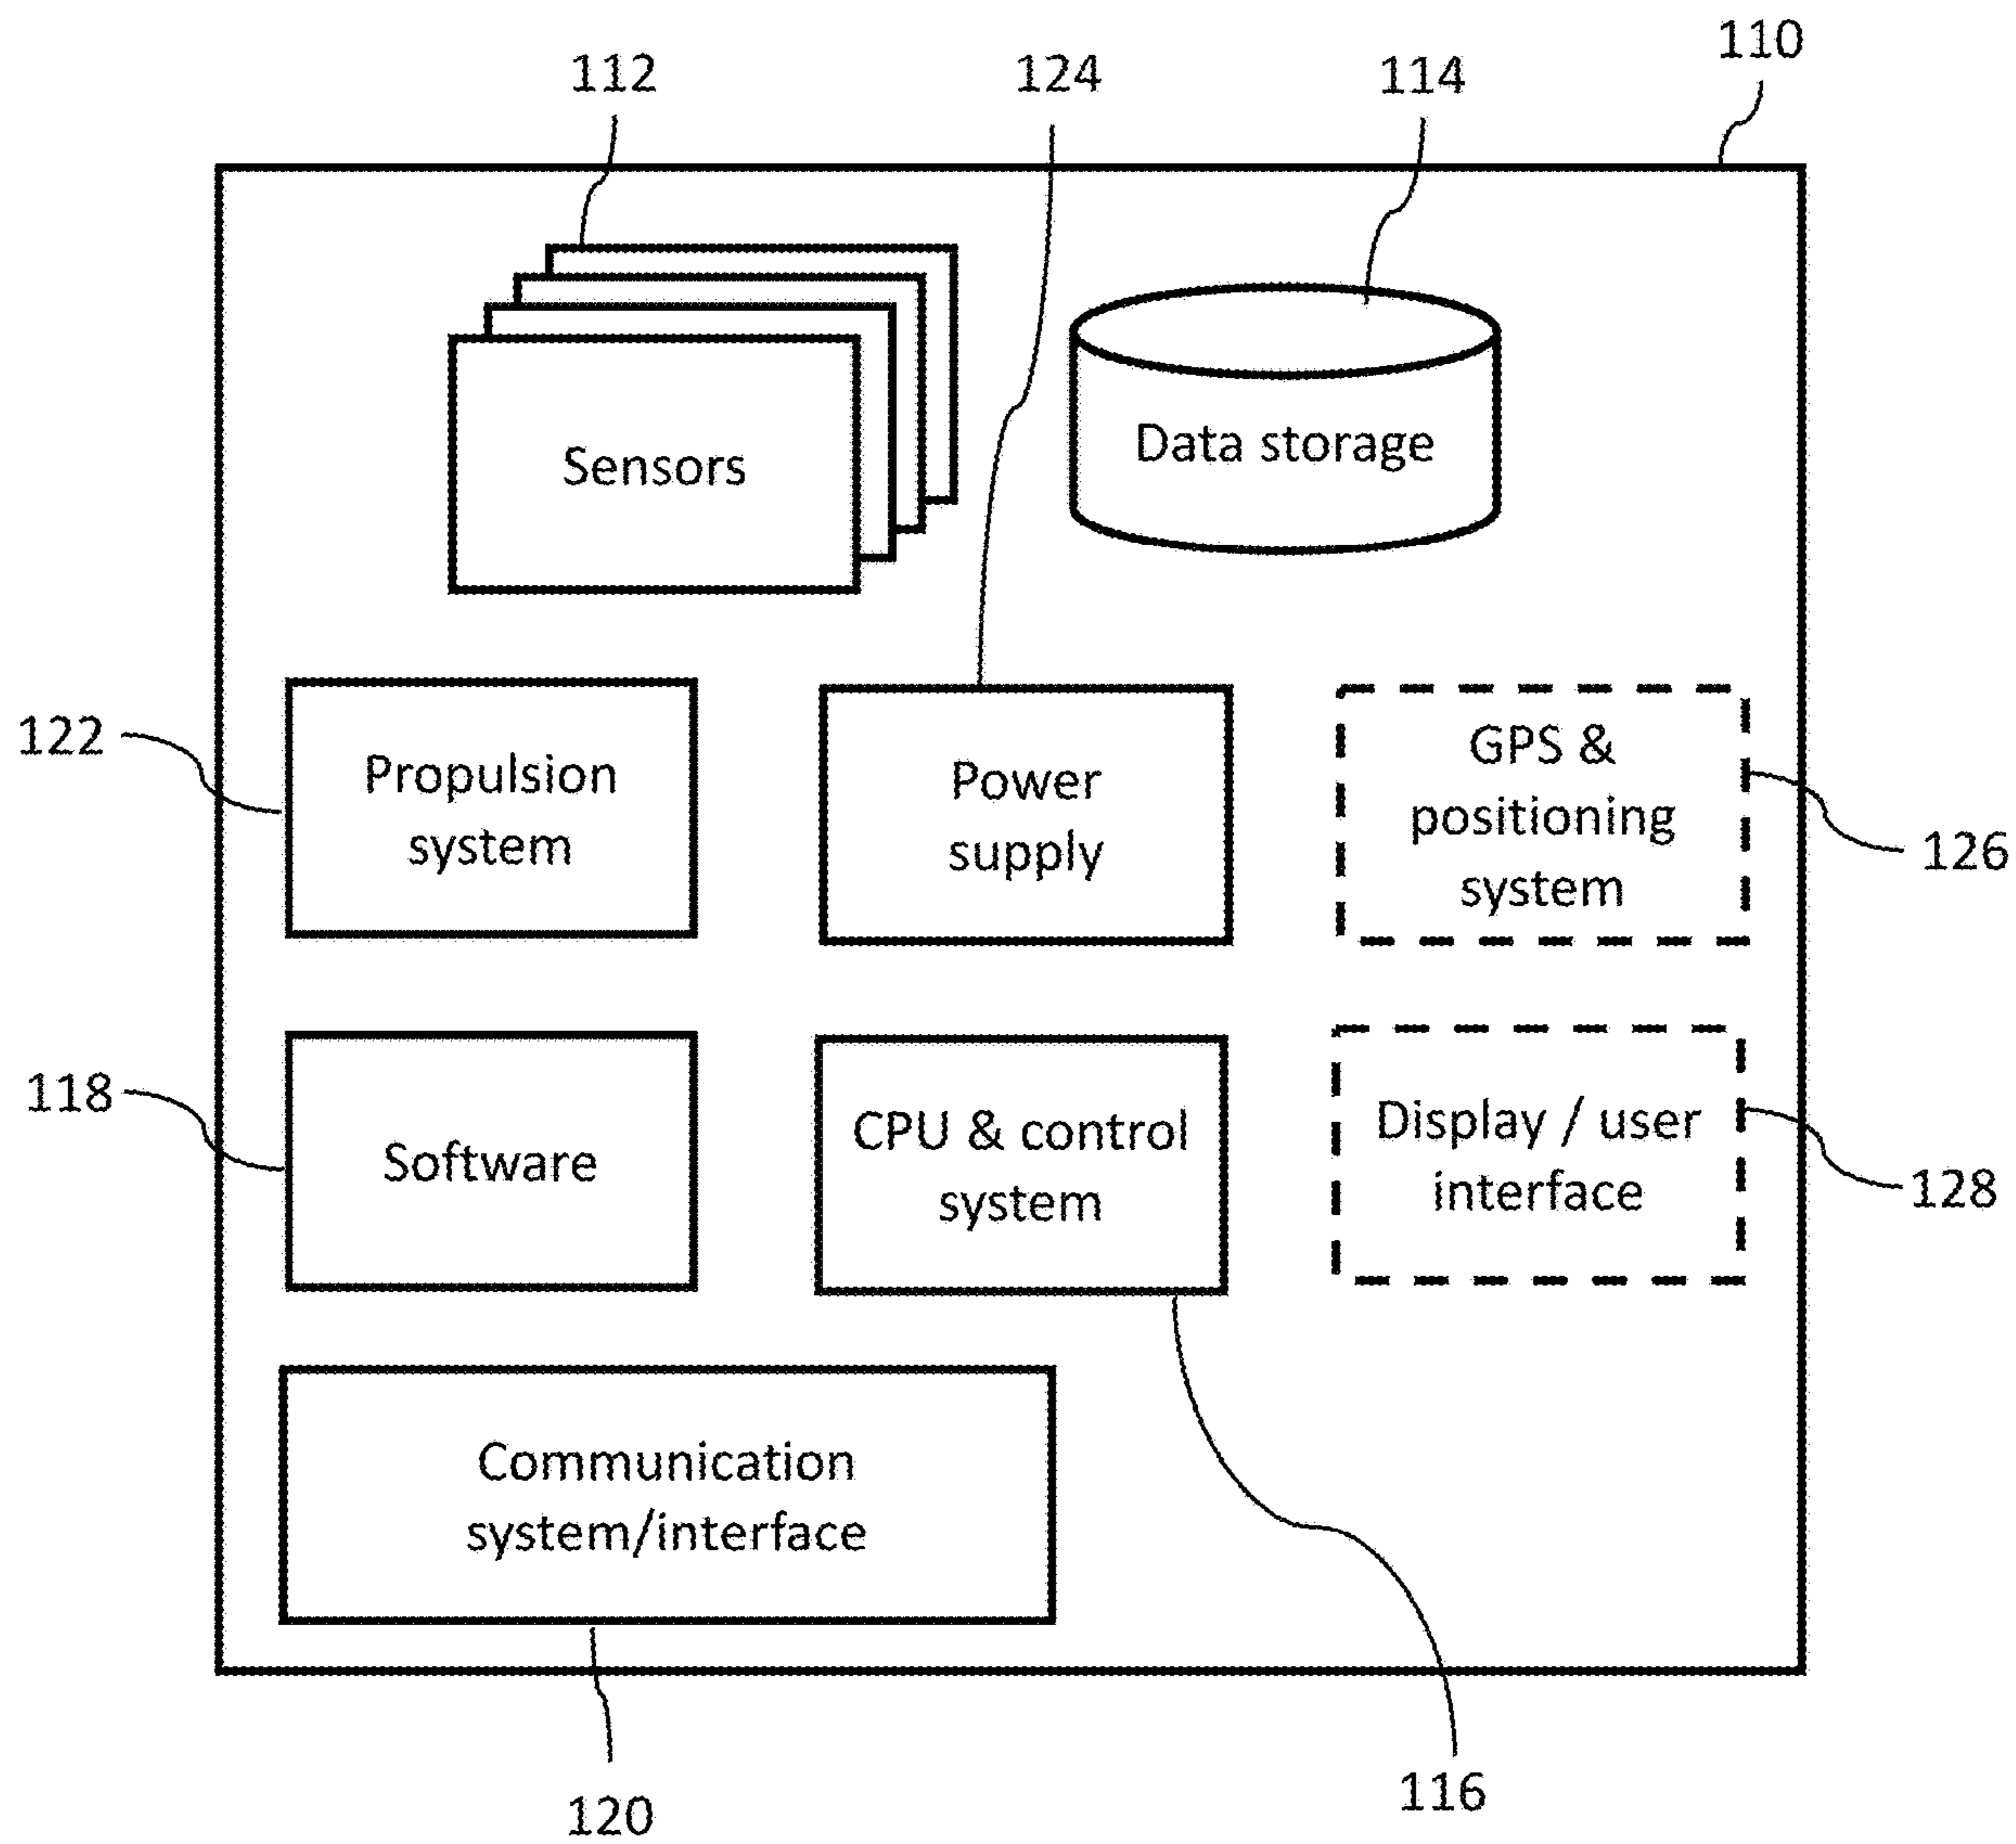 110
112
124
114
Sensors
Data storage
122
Propulsion
system
Power
supply
GPS &
positioning
system
126
118
Software
CPU & control
system
Display / user
interface
128
Communication
system/interface
120
116